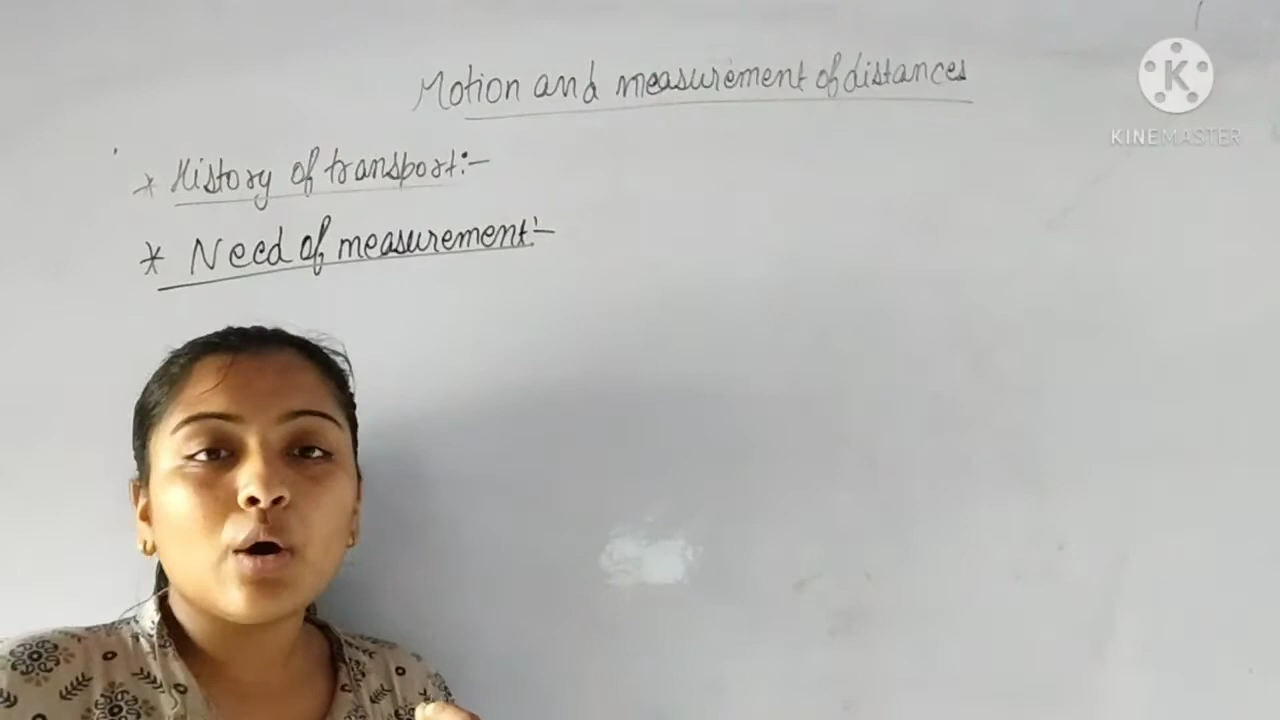 Motion and measurement of distances
* History of transport:-
* Need of measurement:-
K
KINEMASTER